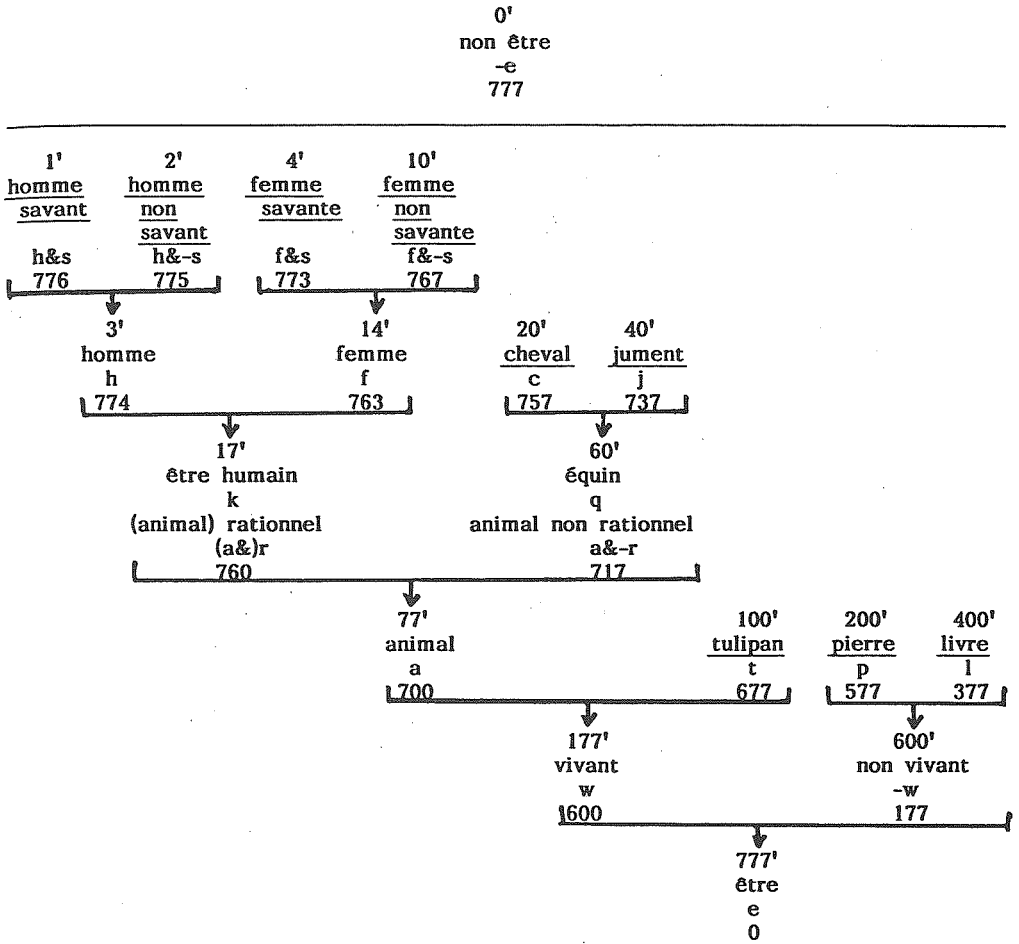 0'
non être
-e
777
1' 2' 4' 10'
homme homme femme femme
savant non savante non
savant savante
h&s h&-s f&s f&-s
776 775 773 767
3' 14' 20' 40'
homme femme cheval jument
h f c j
774 763 757 737
17' 60'
être humain équin
k q
(animal) rationnel animal non rationnel
(a&)r a&-r
760 717
77' 100' 200' 400'
animal tulipan pierre livre
a t p l
700 677 577 377
177' 600'
vivant non vivant
w -w
600 177
777'
être
e
0